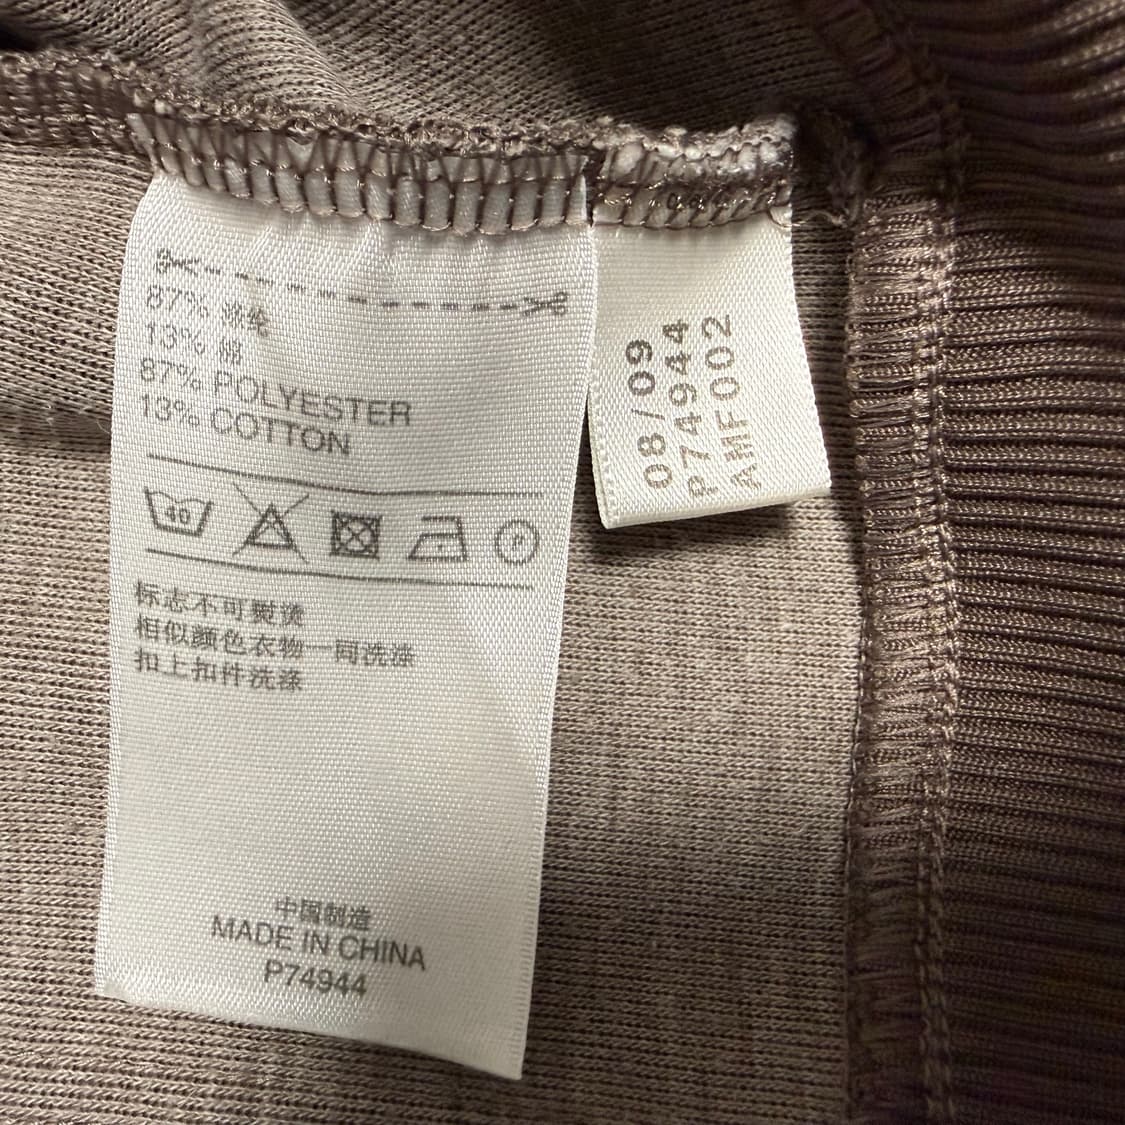 87% 涤纶
13% 棉
87% POLYESTER
13% COTTON
40
P
标志不可熨烫
相似颜色衣物一同洗涤
扣上扣件洗涤
中国制造
MADE IN CHINA
P74944
08/09
P74944
AMF002